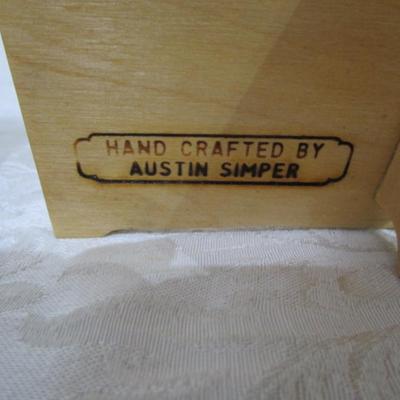 HAND CRAFTED BY
AUSTIN SIMPER